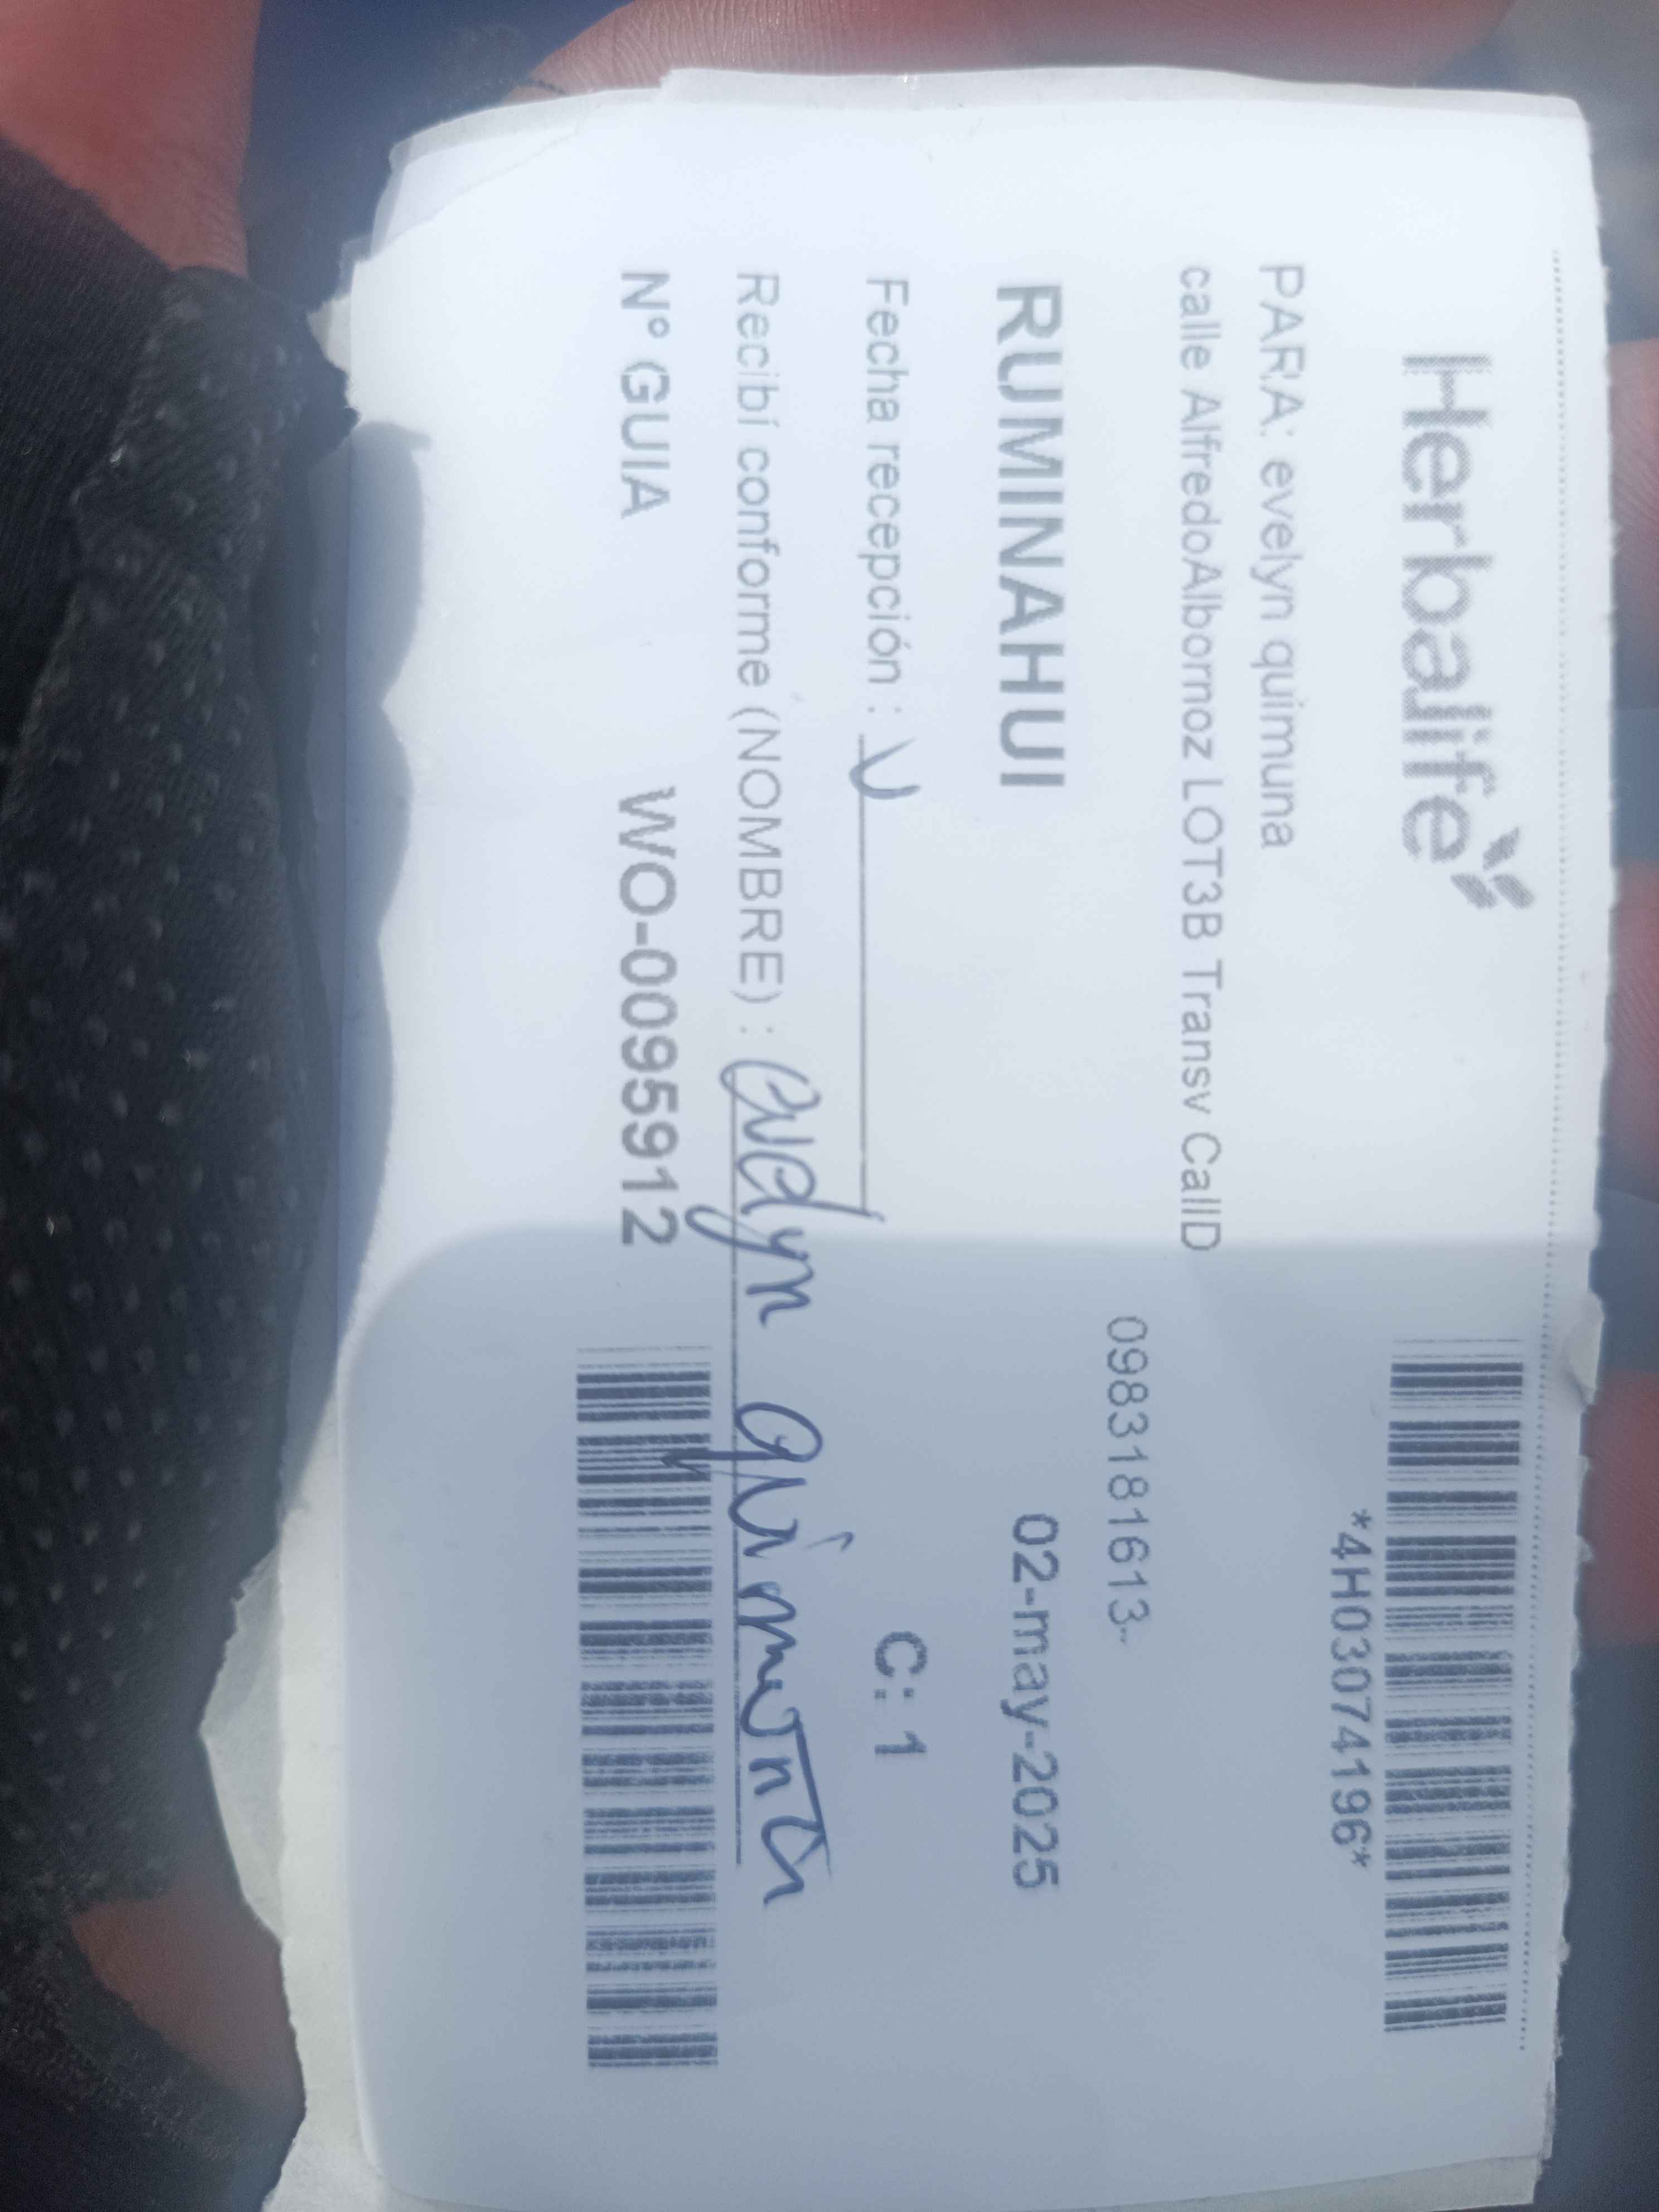 Herbalife
*4H03074196*
PARA: evelyn quimuna
calle AlfredoAlbornoz LOT3B Transv CallD
0983181613--
RUMINAHUI 02-may-2025
Fecha recepción : C: 1
Recibí conforme (NOMBRE) : evelyn quimuna
N° GUIA WO-0095912